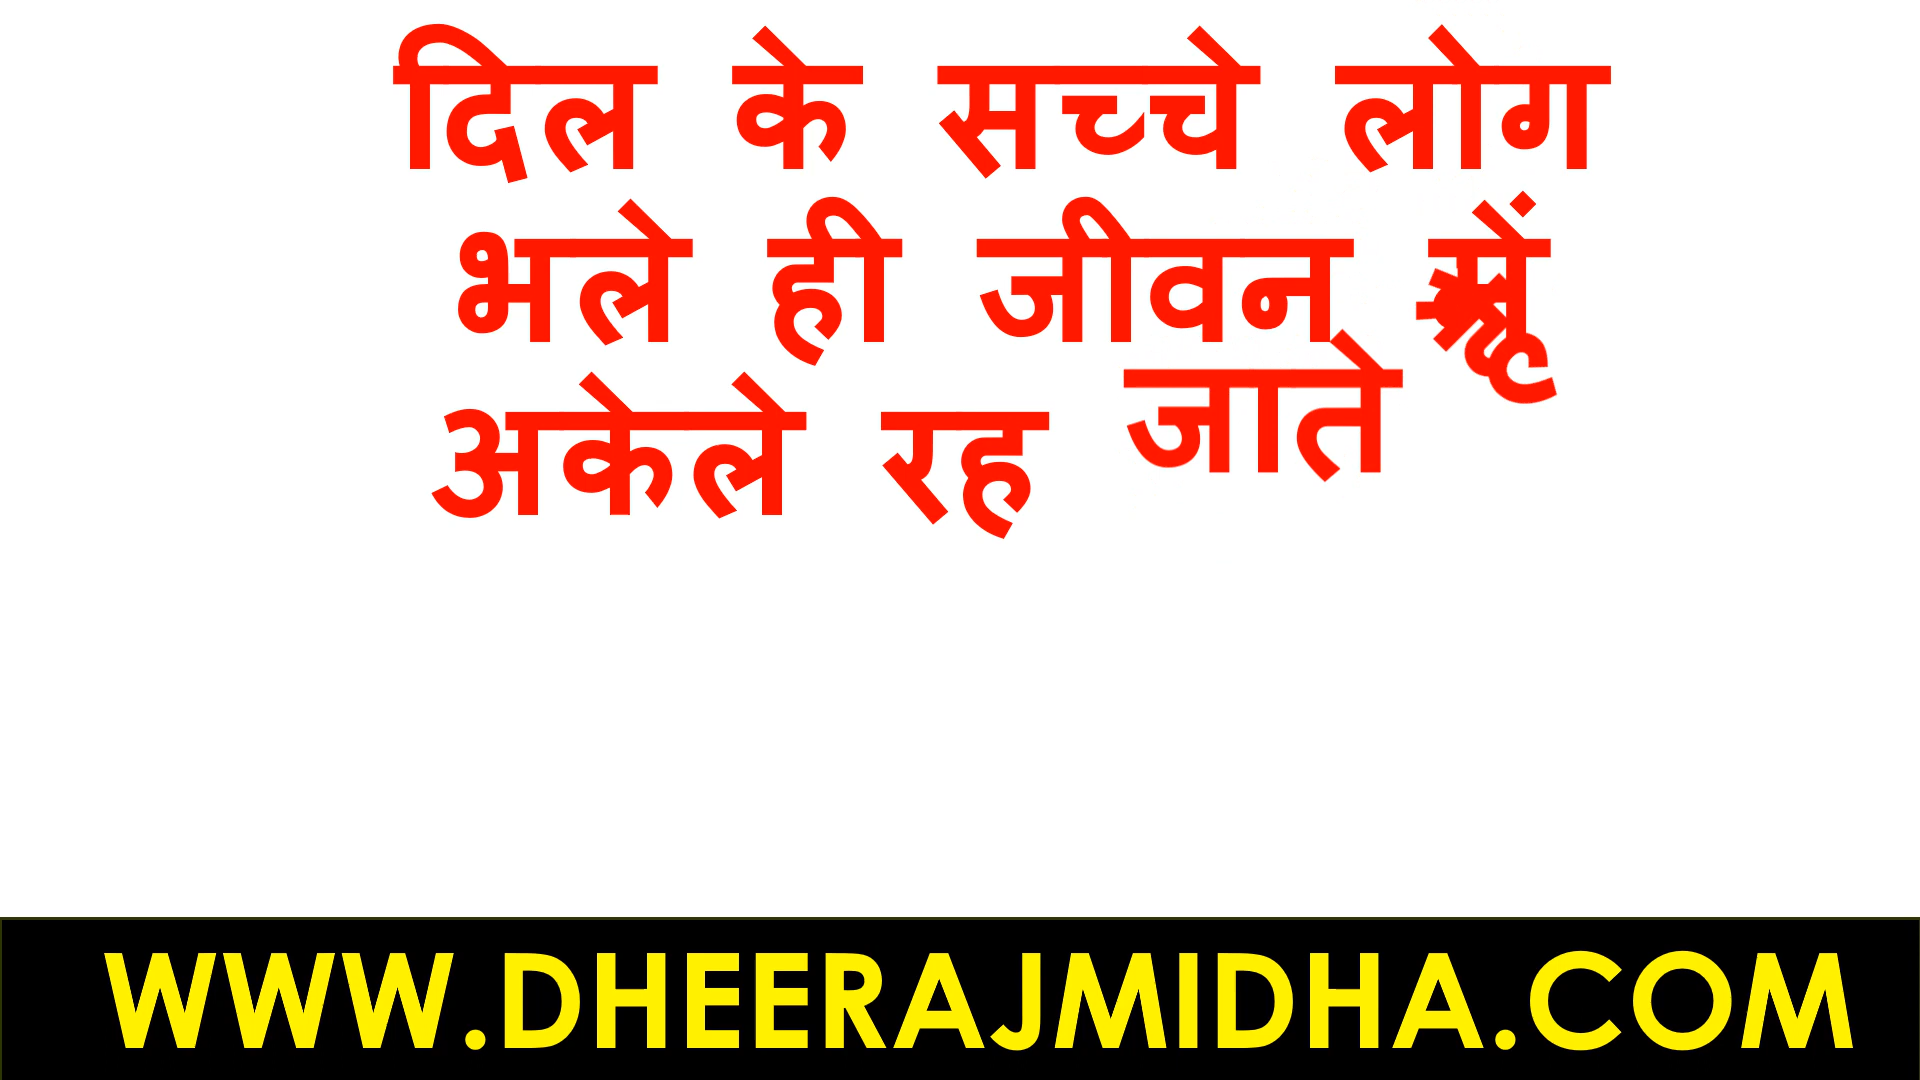 दिल के सच्चे लोग
भले ही जीवन में
अकेले रह जाते
WWW.DHEERAJMIDHA.COM